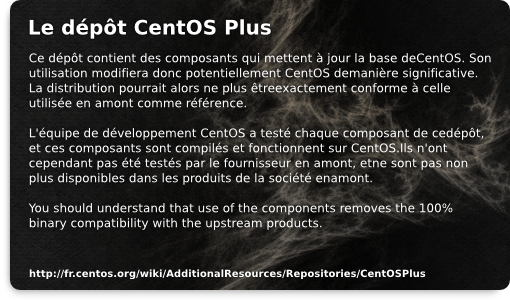 Le dépôt CentOS Plus
Ce dépôt contient des composants qui mettent à jour la base deCentOS. Son
utilisation modifiera donc potentiellement CentOS demanière significative.
La distribution pourrait alors ne plus êtreexactement conforme à celle
utilisée en amont comme référence.
L'équipe de développement CentOS a testé chaque composant de cedépôt,
et ces composants sont compilés et fonctionnent sur CentOS.Ils n'ont
cependant pas été testés par le fournisseur en amont, etne sont pas non
plus disponibles dans les produits de la société enamont.
You should understand that use of the components removes the 100%
binary compatibility with the upstream products.
http://fr.centos.org/wiki/AdditionalResources/Repositories/CentOSPlus